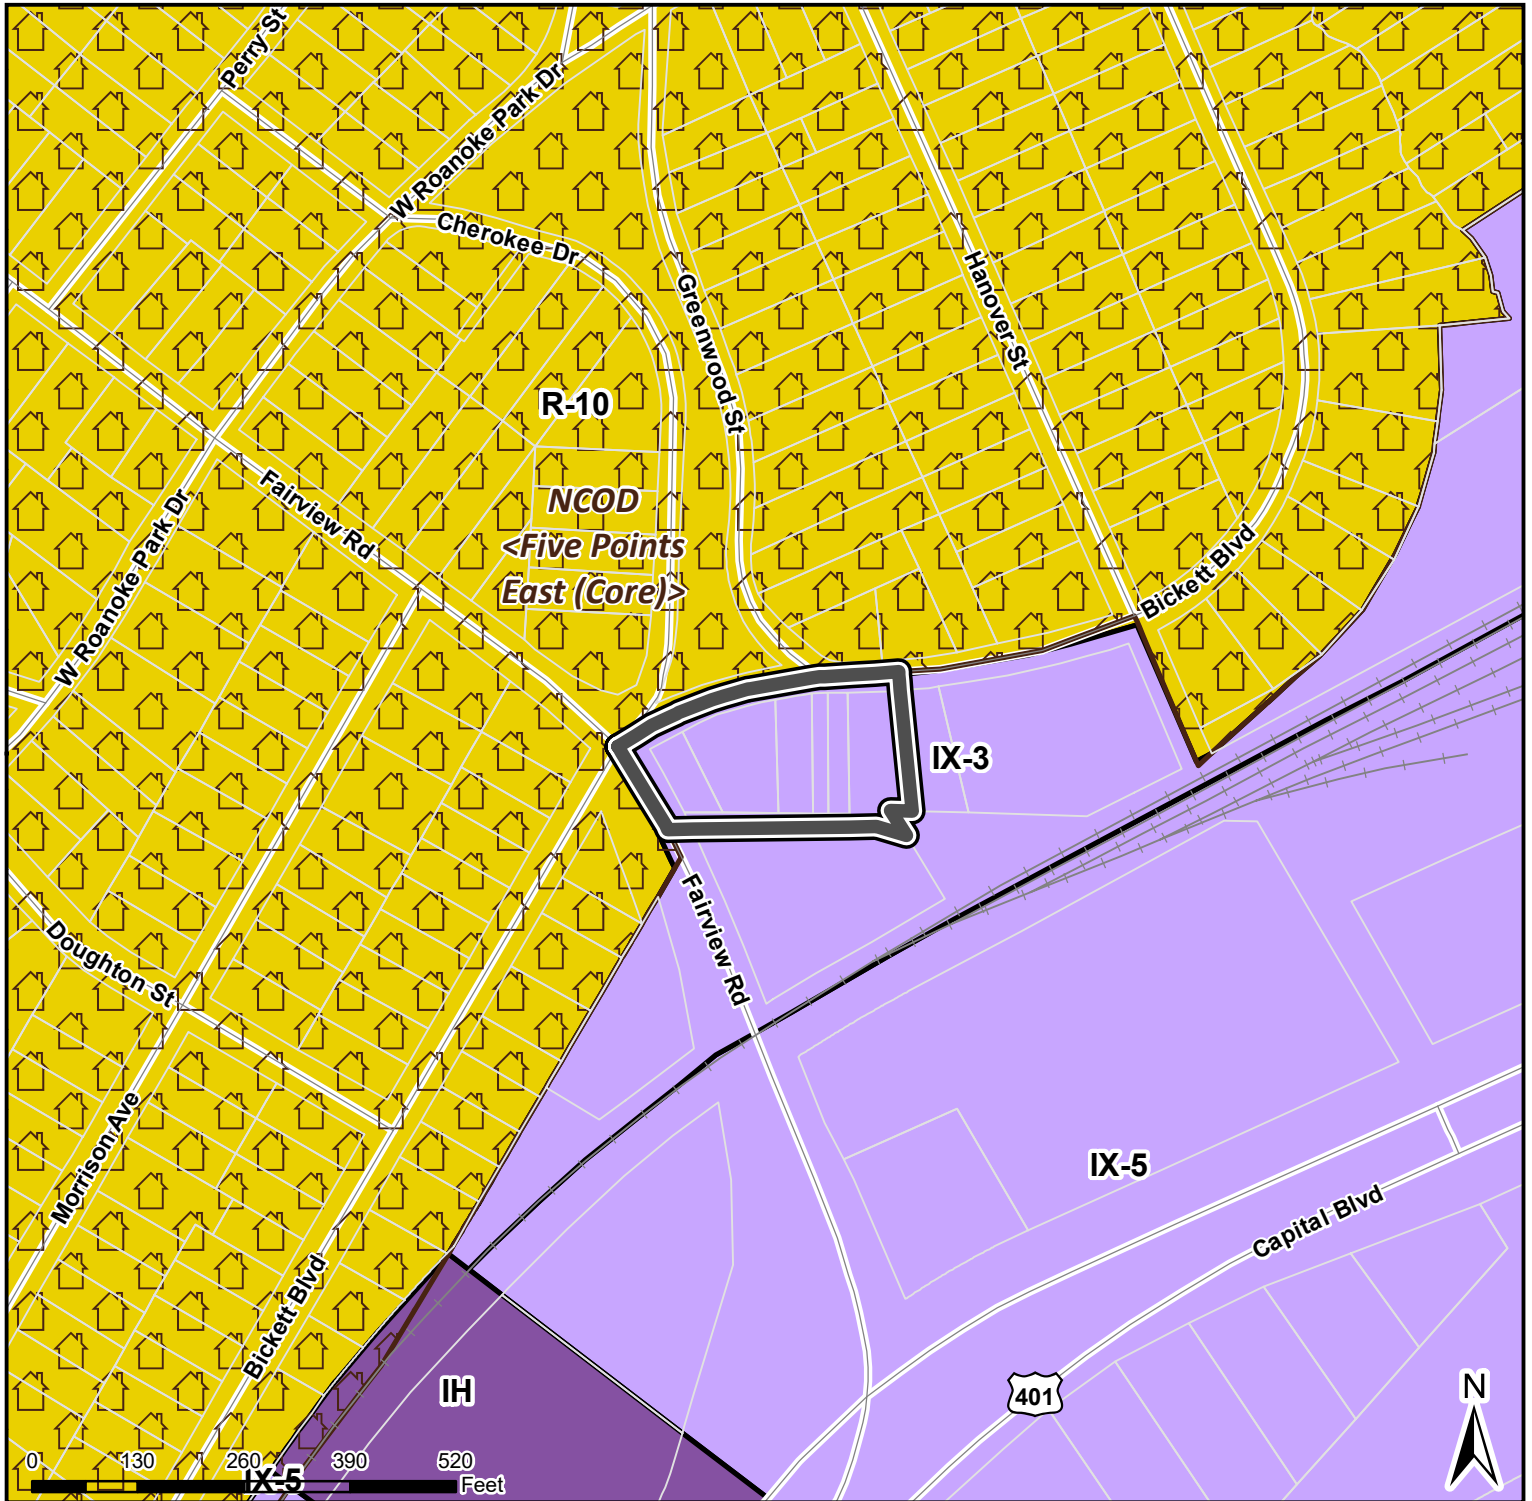 Perry St
W Roanoke Park Dr
Cherokee Dr
Greenwood St
Hanover St
R-10
Fairview Rd
NCOD
<Five Points
East (Core)>
W Roanoke Park Dr
Bickett Blvd
IX-3
Fairview Rd
Doughton St
Morrison Ave
IX-5
Capital Blvd
Bickett Blvd
IH
401
N
0 130 260 390 520
Feet
IX-5